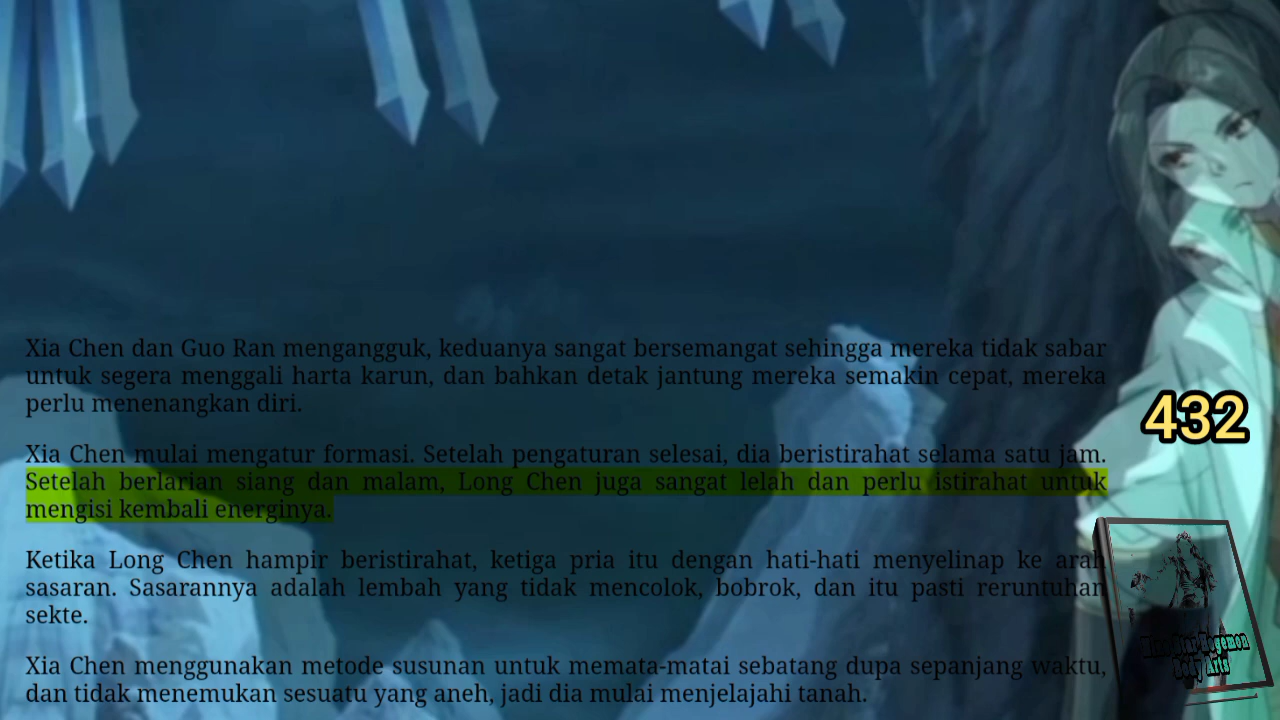 Xia Chen dan Guo Ran mengangguk, keduanya sangat bersemangat sehingga mereka tidak sabar
untuk segera menggali harta karun, dan bahkan detak jantung mereka semakin cepat, mereka
perlu menenangkan diri.
Xia Chen mulai mengatur formasi. Setelah pengaturan selesai, dia beristirahat selama satu jam.
Setelah berlarian siang dan malam, Long Chen juga sangat lelah dan perlu istirahat untuk
mengisi kembali energinya.
Ketika Long Chen hampir beristirahat, ketiga pria itu dengan hati-hati menyelinap ke arah
sasaran. Sasarannya adalah lembah yang tidak mencolok, bobrok, dan itu pasti reruntuhan
sekte.
Xia Chen menggunakan metode susunan untuk memata-matai sebatang dupa sepanjang waktu,
dan tidak menemukan sesuatu yang aneh, jadi dia mulai menjelajahi tanah.
432
Nine Star Hegemon
Body Arts